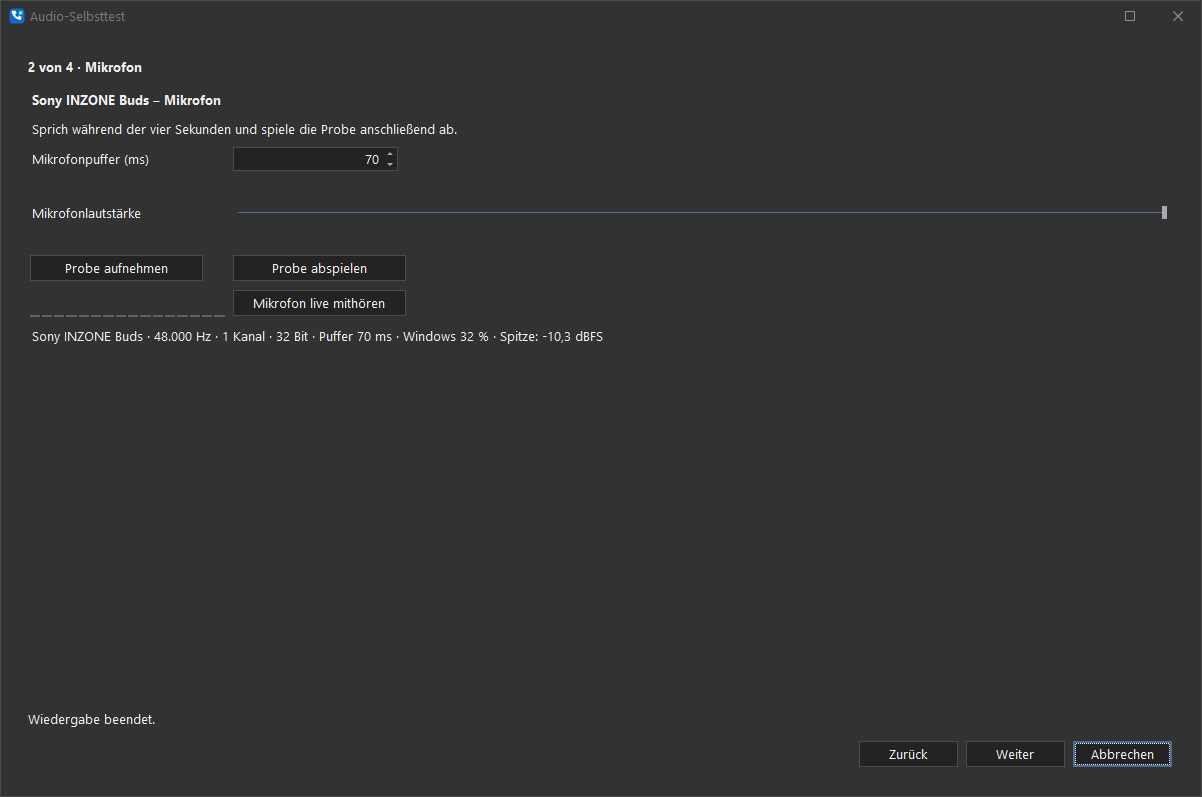 Audio-Selbsttest
2 von 4 · Mikrofon
Sony INZONE Buds – Mikrofon
Sprich während der vier Sekunden und spiele die Probe anschließend ab.
Mikrofonpuffer (ms) 70
Mikrofonlautstärke
Probe aufnehmen Probe abspielen
Mikrofon live mithören
Sony INZONE Buds · 48.000 Hz · 1 Kanal · 32 Bit · Puffer 70 ms · Windows 32 % · Spitze: -10,3 dBFS
Wiedergabe beendet.
Zurück Weiter Abbrechen